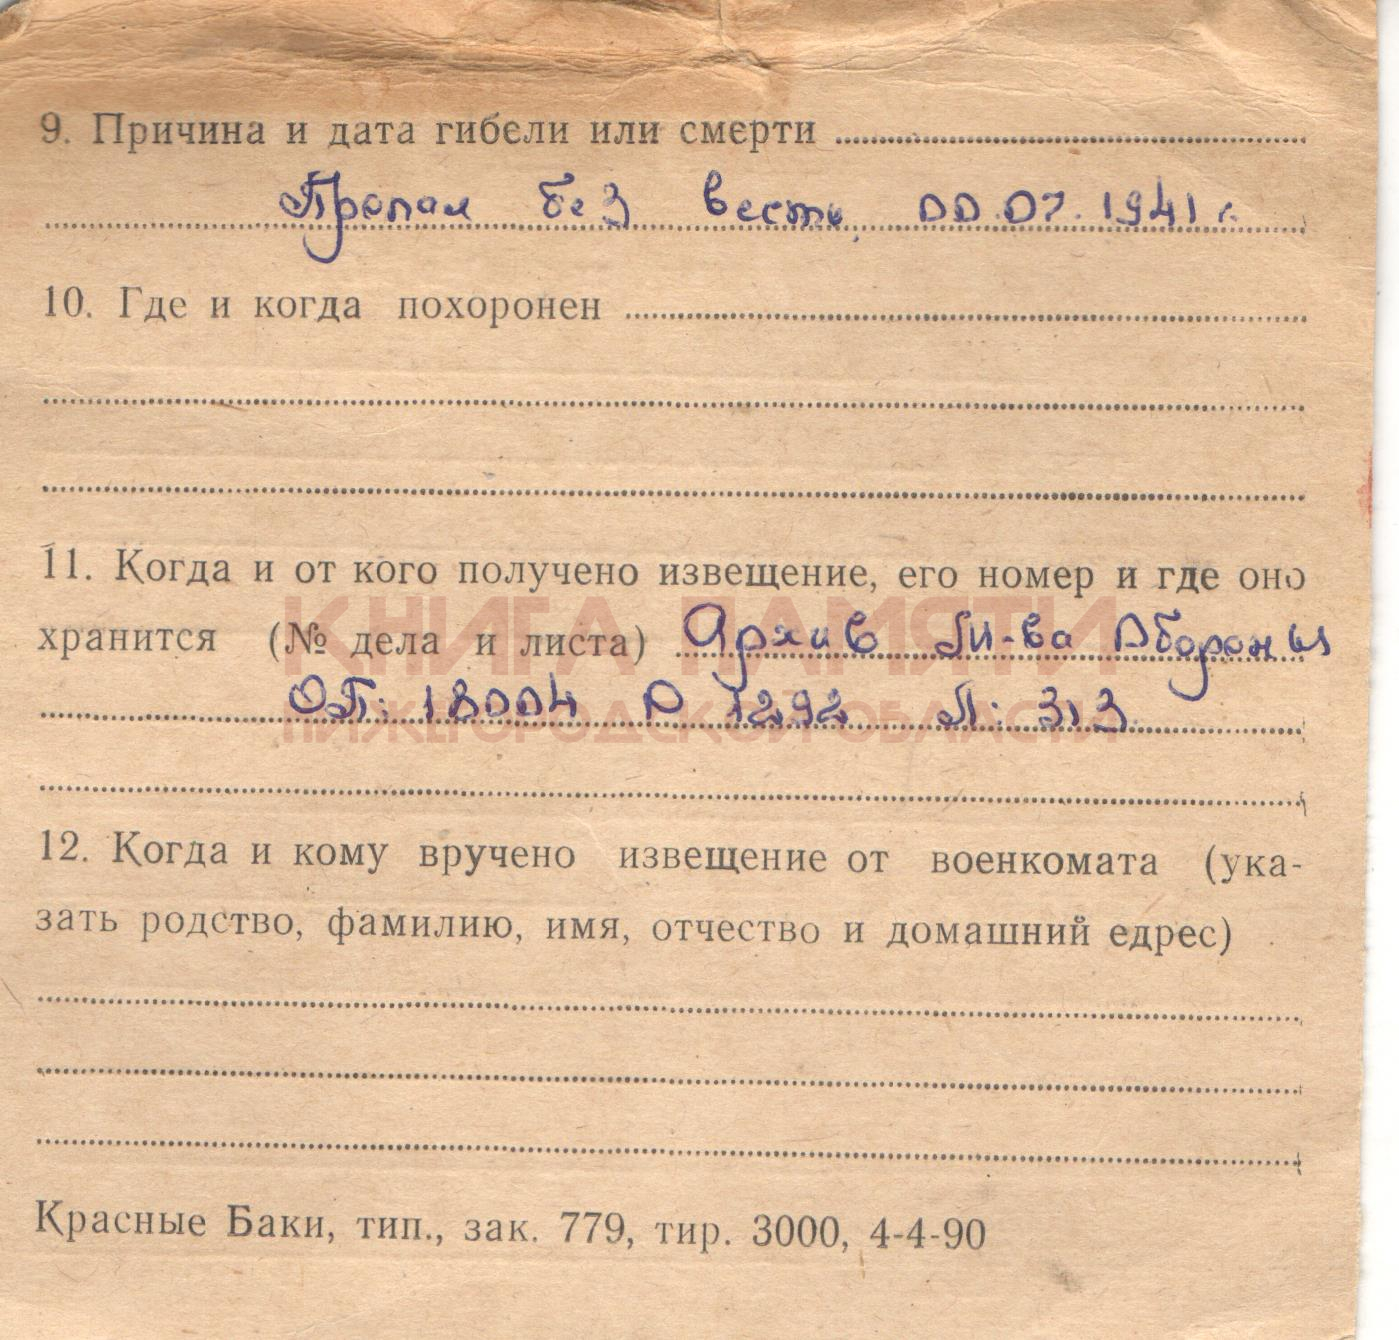 9. Причина и дата гибели или смерти
Пропал без вести, 00.07.1941 г.
10. Где и когда похоронен
11. Когда и от кого получено извещение, его номер и где оно
КНИГА ПАМЯТИ
хранится (№ дела и листа) Архив М-ва Обороны
ОП: 18004 Д 1292 Л: 313
НИЖЕГОРОДСКОЙ ОБЛАСТИ
12. Когда и кому вручено извещение от военкомата (ука-
зать родство, фамилию, имя, отчество и домашний едрес)
Красные Баки, тип., зак. 779, тир. 3000, 4-4-90